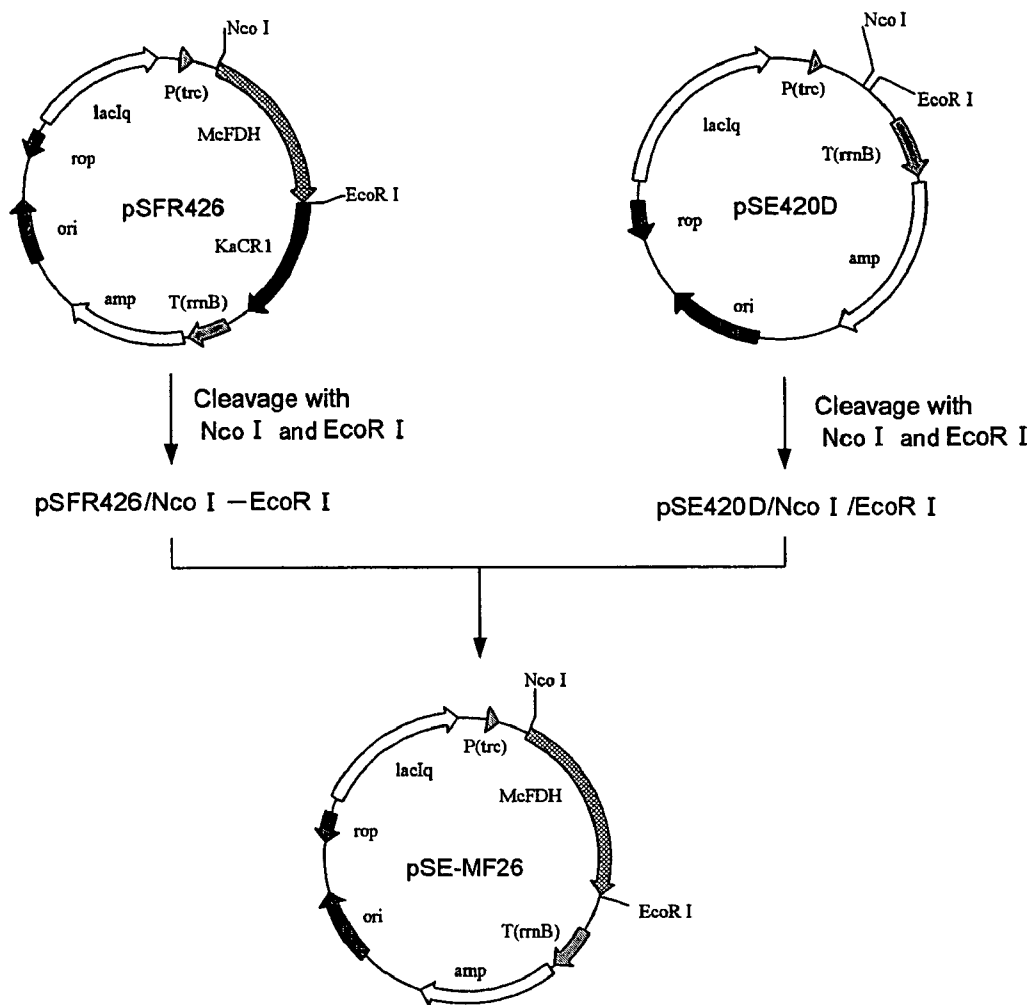 Nco I
P(trc)
lacIq
McFDH
rop
EcoR I
pSFR426
ori
KaCR1
amp
T(rrnB)
Nco I
P(trc)
EcoR I
lacIq
T(rrnB)
pSE420D
rop
amp
ori
Cleavage with
Nco I and EcoR I
Cleavage with
Nco I and EcoR I
pSFR426/Nco I —EcoR I
pSE420D/Nco I /EcoR I
Nco I
P(trc)
lacIq
McFDH
rop
pSE-MF26
EcoR I
ori
T(rrnB)
amp